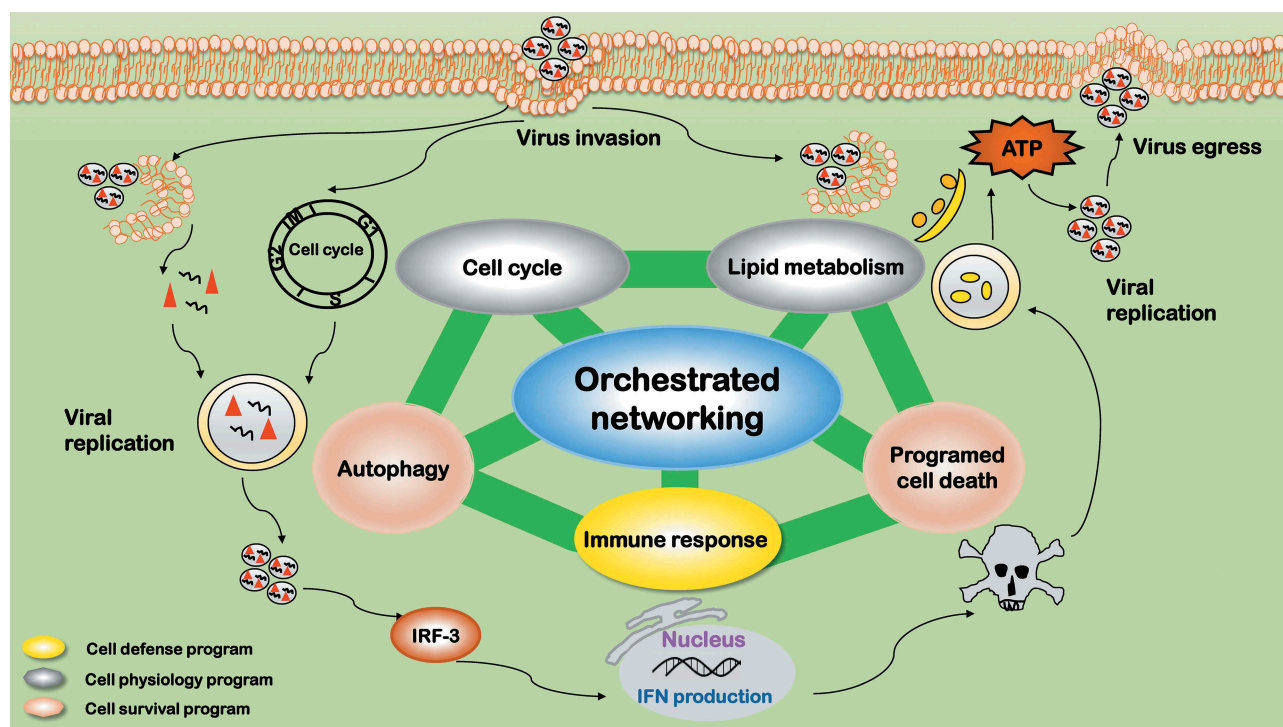 Virus invasion
ATP
Virus egress
M
G1
G2
Cell cycle
S
Cell cycle
Lipid metabolism
Viral
replication
Orchestrated
networking
Viral
replication
Autophagy
Programed
cell death
Immune response
IRF-3
Nucleus
IFN production
Cell defense program
Cell physiology program
Cell survival program